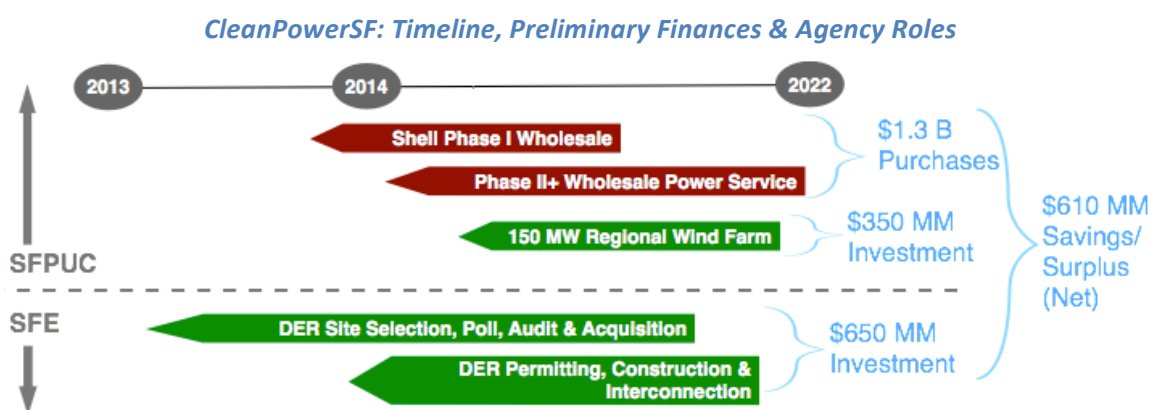 CleanPowerSF: Timeline, Preliminary Finances & Agency Roles
2013
2014
2022
Shell Phase I Wholesale
$1.3 B
Purchases
Phase II+ Wholesale Power Service
150 MW Regional Wind Farm
$350 MM
Investment
$610 MM
Savings/
Surplus
(Net)
SFPUC
SFE
DER Site Selection, Poll, Audit & Acquisition
$650 MM
Investment
DER Permitting, Construction &
Interconnection